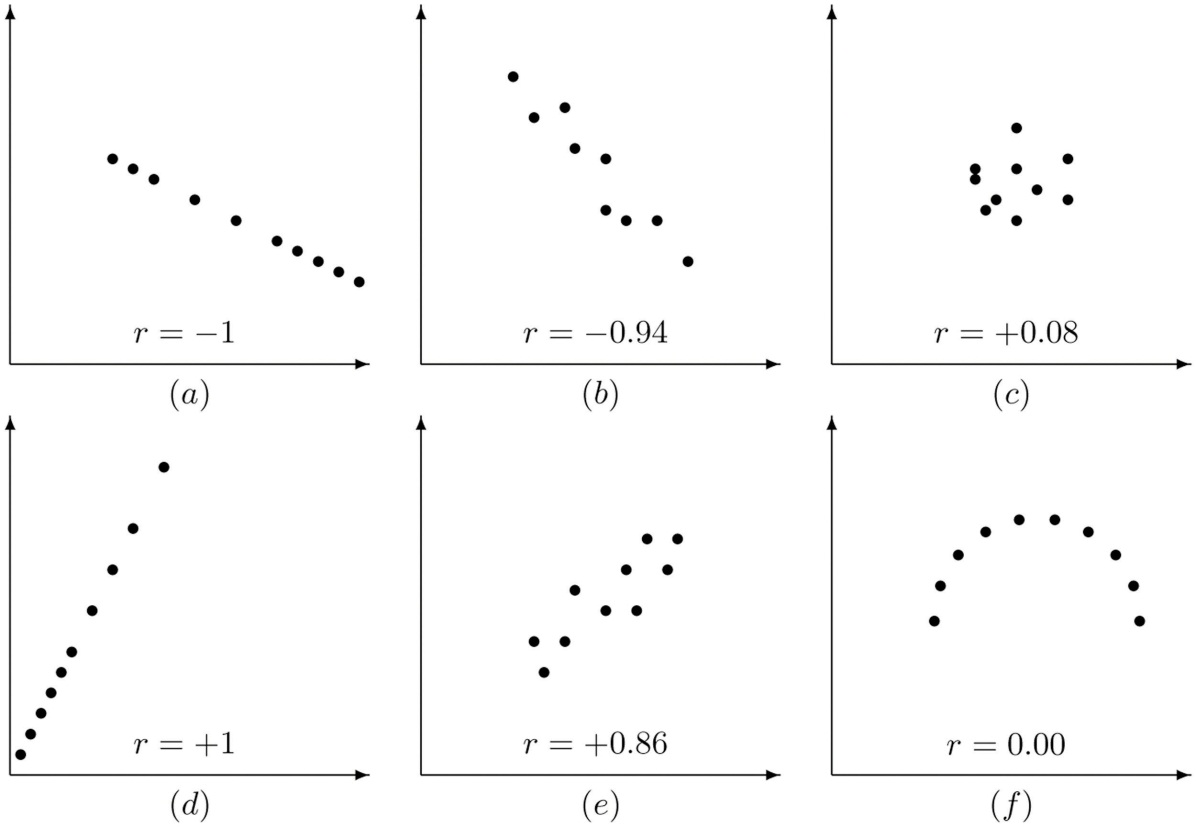 r = −1
r = −0.94
r = +0.08
(a)
(b)
(c)
r = +1
r = +0.86
r = 0.00
(d)
(e)
(f)